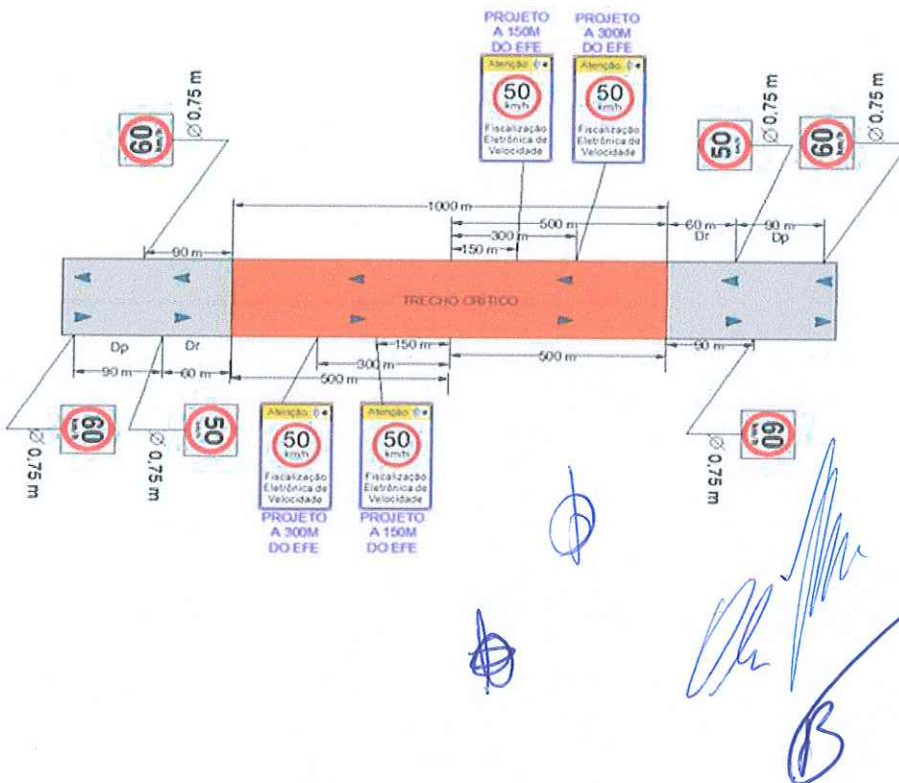 PROJETO
A 150M
DO EFE
PROJETO
A 300M
DO EFE
Atenção
50
km/h
Fiscalização
Eletrônica de
Velocidade
Atenção
50
km/h
Fiscalização
Eletrônica de
Velocidade
60
km/h
Ø 0,75 m
50
km/h
Ø 0,75 m
60
km/h
Ø 0,75 m
1000 m
500 m
300 m
150 m
60 m
Dr
90 m
Dp
90 m
TRECHO CRÍTICO
Dp
90 m
Dr
60 m
150 m
300 m
500 m
500 m
90 m
60
Ø 0,75 m
50
Ø 0,75 m
Atenção
50
km/h
Fiscalização
Eletrônica de
Velocidade
PROJETO
A 300M
DO EFE
Atenção
50
km/h
Fiscalização
Eletrônica de
Velocidade
PROJETO
A 150M
DO EFE
60
Ø 0,75 m